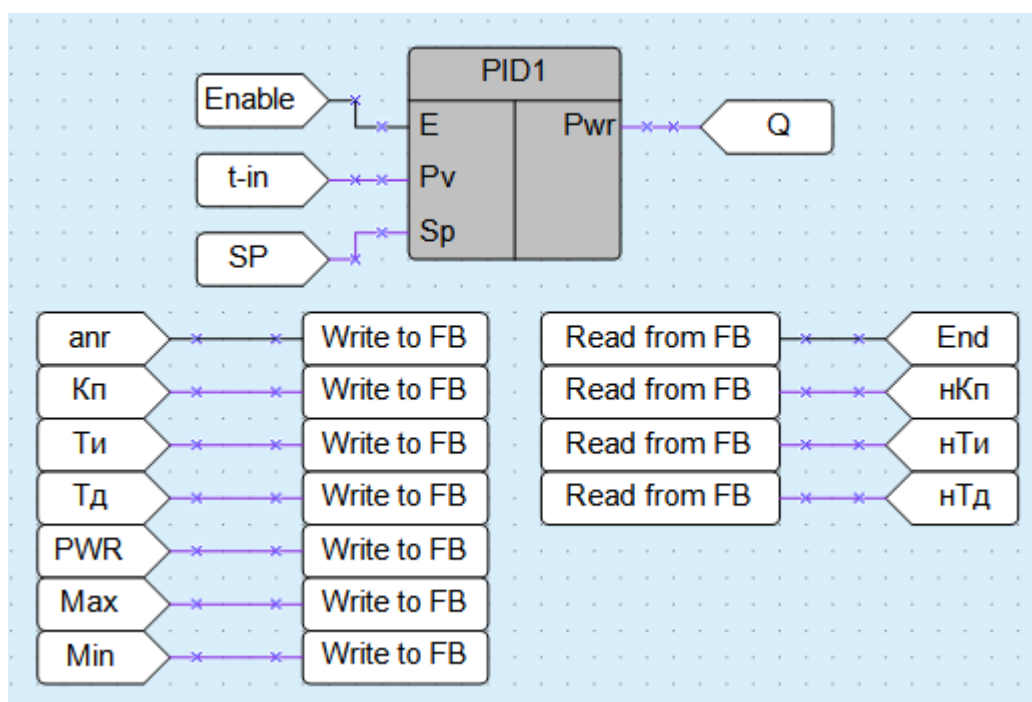 PID1
Enable
E
Pwr
Q
t-in
Pv
SP
Sp
anr
Write to FB
Read from FB
End
Кп
Write to FB
Read from FB
нКп
Ти
Write to FB
Read from FB
нТи
Тд
Write to FB
Read from FB
нТд
PWR
Write to FB
Max
Write to FB
Min
Write to FB